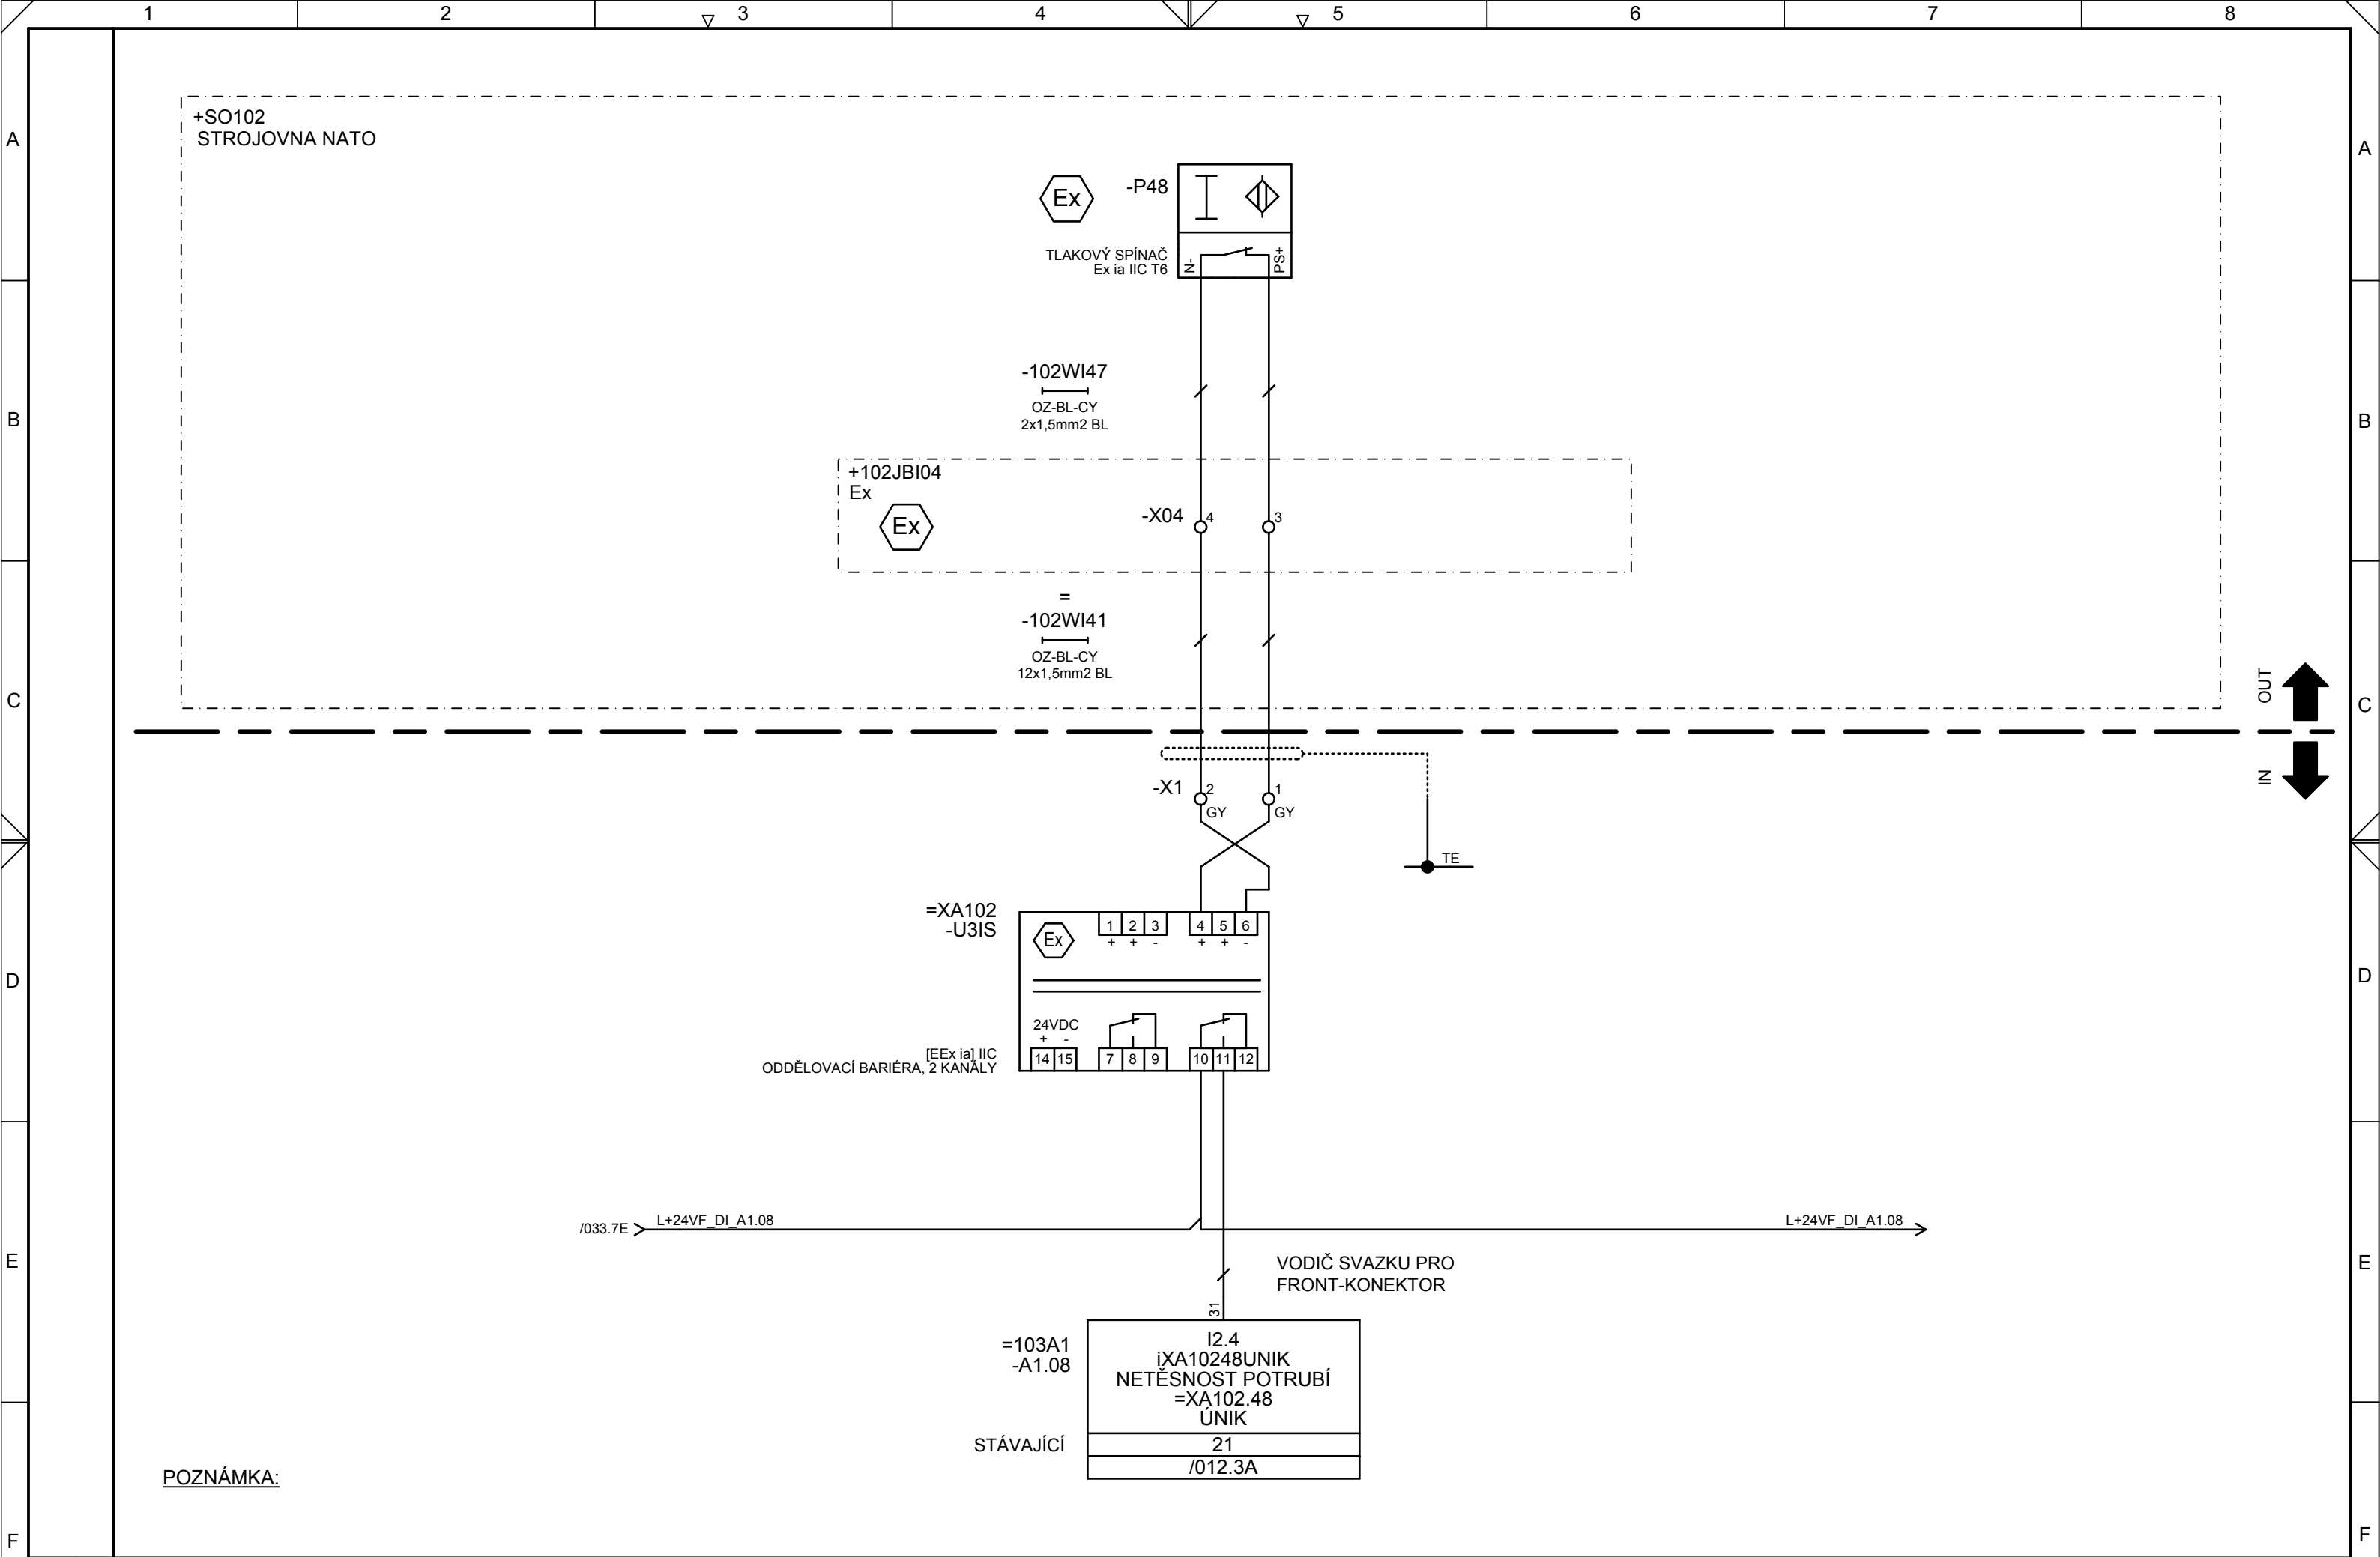 1 2 3 4 5 6 7 8
+SO102
STROJOVNA NATO
A
A
Ex
-P48
TLAKOVÝ SPÍNAČ
Ex ia IIC T6
N-
PS+
-102WI47
OZ-BL-CY
2x1,5mm2 BL
B
B
+102JBI04
Ex
Ex
-X04
4
3
=
-102WI41
OZ-BL-CY
12x1,5mm2 BL
C
C
OUT
IN
-X1
2
1
GY
GY
TE
=XA102
-U3IS
Ex
1 2 3 4 5 6
+ + - + + -
D
D
24VDC
+ -
14 15 7 8 9 10 11 12
[EEx ia] IIC
ODDĚLOVACÍ BARIÉRA, 2 KANÁLY
/033.7E
L+24VF_DI_A1.08
L+24VF_DI_A1.08
E
E
VODIČ SVAZKU PRO
FRONT-KONEKTOR
31
=103A1
-A1.08
I2.4
iXA10248UNIK
NETĚSNOST POTRUBÍ
=XA102.48
ÚNIK
STÁVAJÍCÍ
21
/012.3A
POZNÁMKA:
F
F